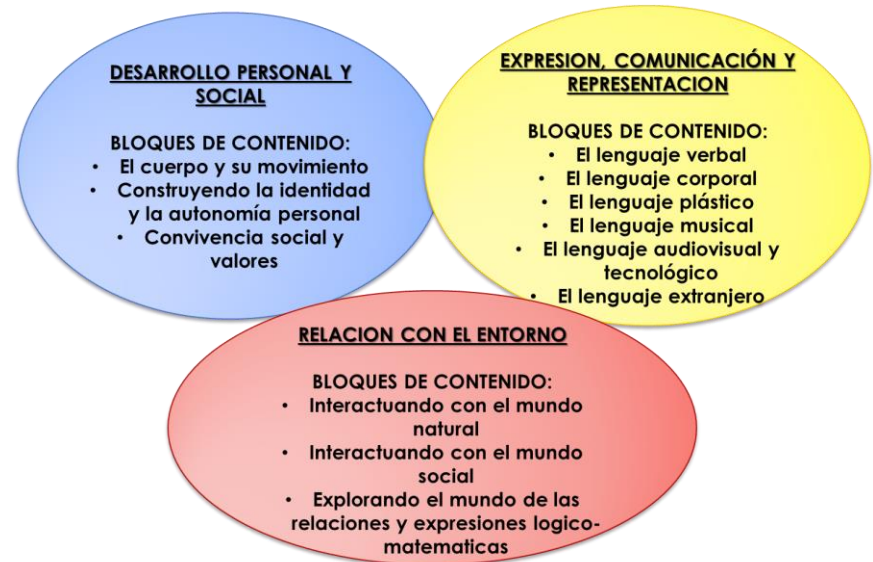 DESARROLLO PERSONAL Y
SOCIAL
BLOQUES DE CONTENIDO:
• El cuerpo y su movimiento
• Construyendo la identidad
y la autonomía personal
• Convivencia social y
valores
EXPRESION, COMUNICACIÓN Y
REPRESENTACION
BLOQUES DE CONTENIDO:
• El lenguaje verbal
• El lenguaje corporal
• El lenguaje plástico
• El lenguaje musical
• El lenguaje audiovisual y
tecnológico
• El lenguaje extranjero
RELACION CON EL ENTORNO
BLOQUES DE CONTENIDO:
• Interactuando con el mundo
natural
• Interactuando con el mundo
social
• Explorando el mundo de las
relaciones y expresiones logico-
matematicas